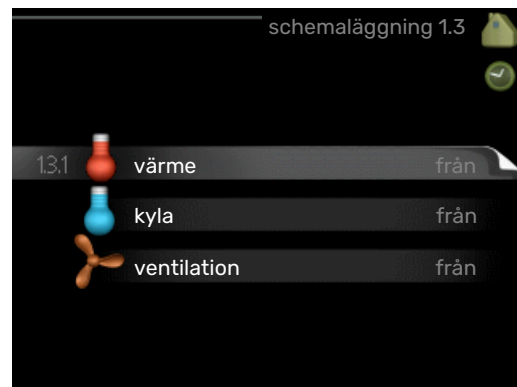 schemaläggning 1.3
1.3.1 värme från
kyla från
ventilation från